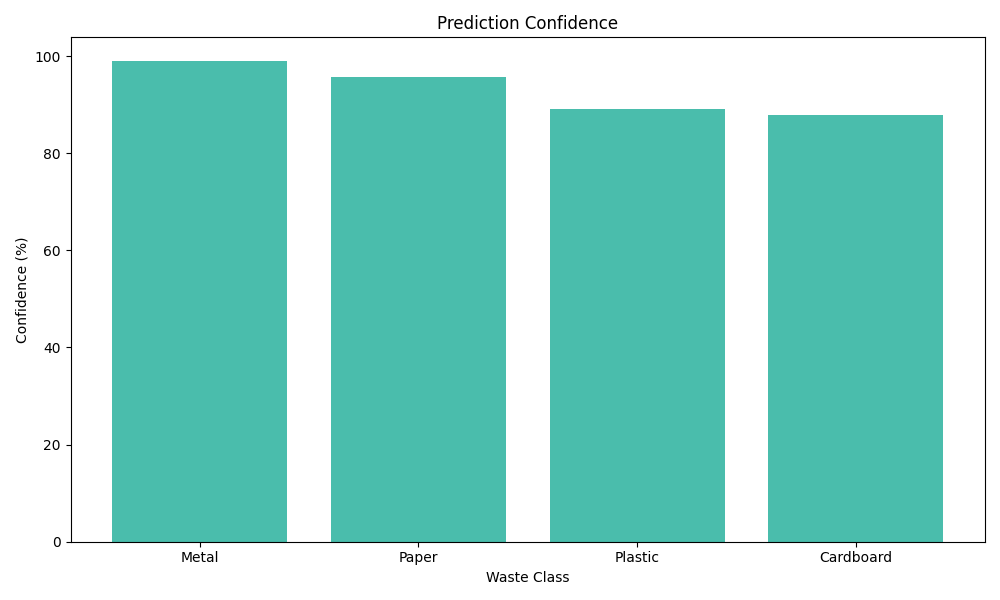 Prediction Confidence
Confidence (%)
100
80
60
40
20
0
Metal Paper Plastic Cardboard
Waste Class